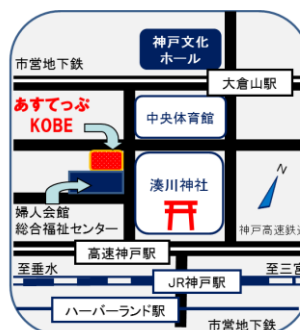 神戸文化
ホール
市営地下鉄
大倉山駅
あすてっぷ
KOBE
中央体育館
湊川神社
N
婦人会館
総合福祉センター
神戸高速鉄道
高速神戸駅
至垂水
至三宮
JR神戸駅
ハーバーランド駅
市営地下鉄